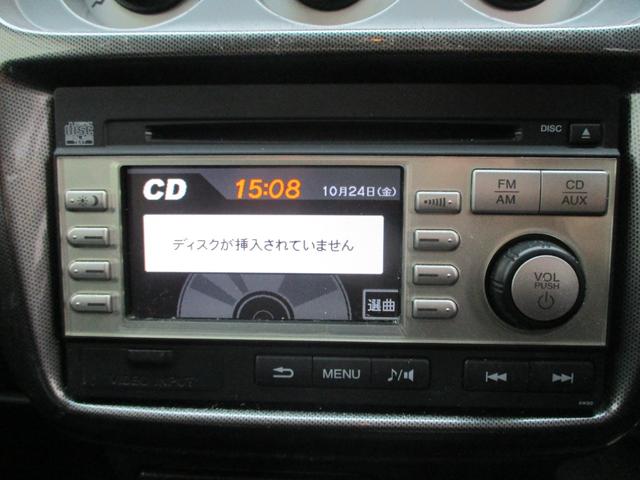 DISC
DISC
CD 15:08 10月24日(金)
ディスクが挿入されていません
選曲
FM
AM
CD
AUX
VOL
PUSH
VIDEO INPUT
MENU